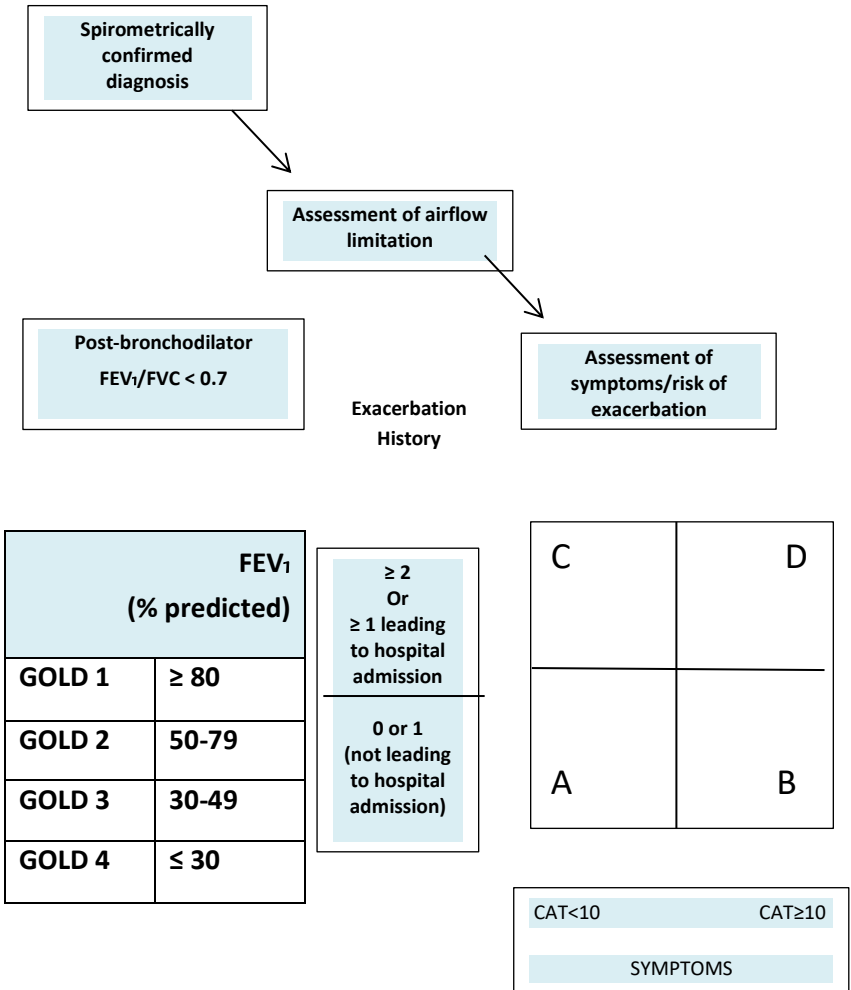 Spirometrically
confirmed
diagnosis
Assessment of airflow
limitation
Post-bronchodilator
FEV₁/FVC < 0.7
Assessment of
symptoms/risk of
exacerbation
Exacerbation
History
FEV₁
(% predicted)
GOLD 1 ≥ 80
GOLD 2 50-79
GOLD 3 30-49
GOLD 4 ≤ 30
≥ 2
Or
≥ 1 leading
to hospital
admission
0 or 1
(not leading
to hospital
admission)
C D
A B
CAT<10 CAT≥10
SYMPTOMS